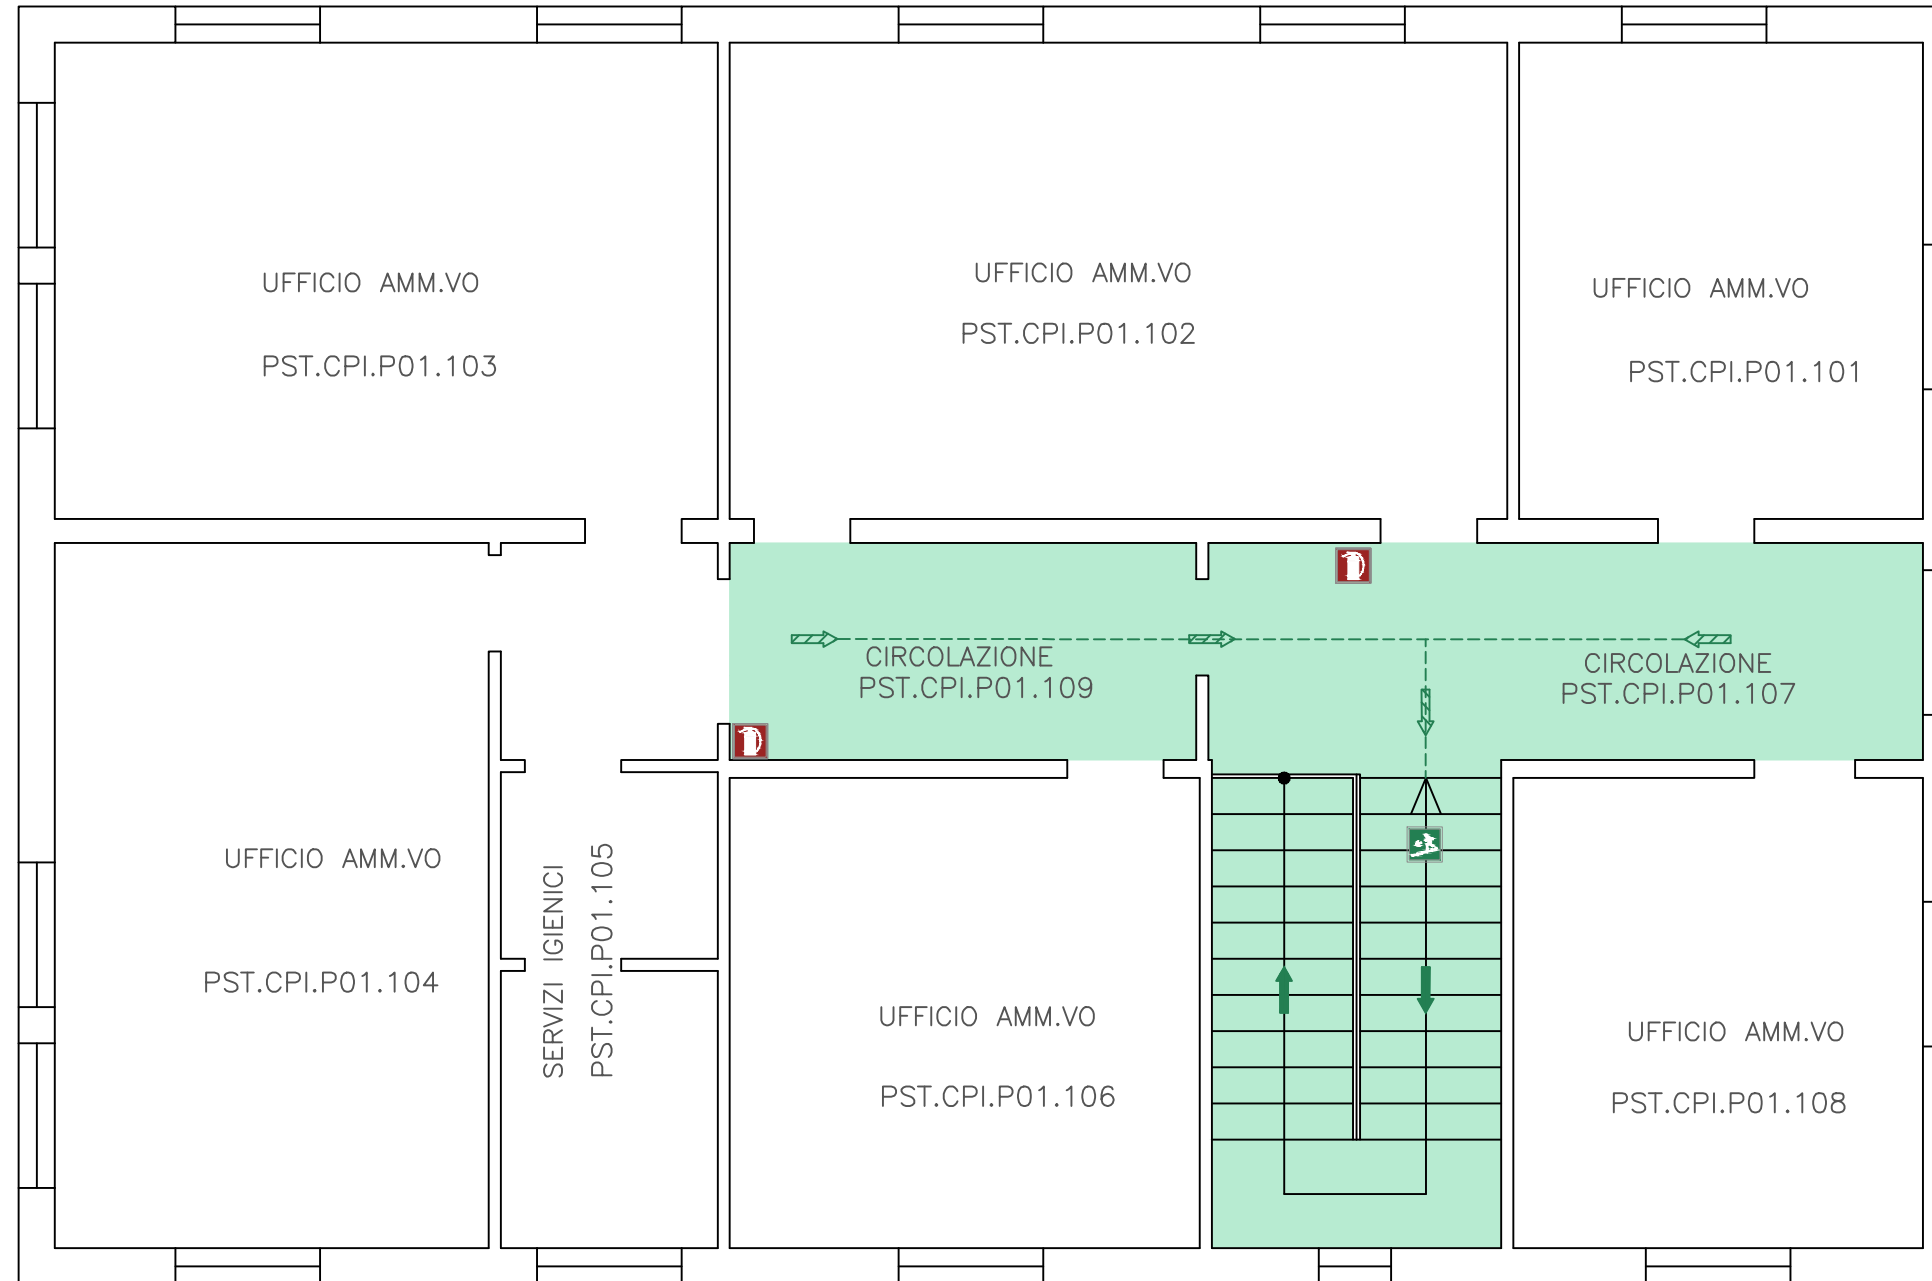 UFFICIO AMM.VO
PST.CPI.P01.103
UFFICIO AMM.VO
PST.CPI.P01.102
UFFICIO AMM.VO
PST.CPI.P01.101
CIRCOLAZIONE
PST.CPI.P01.109
CIRCOLAZIONE
PST.CPI.P01.107
UFFICIO AMM.VO
PST.CPI.P01.104
SERVIZI IGIENICI
PST.CPI.P01.105
UFFICIO AMM.VO
PST.CPI.P01.106
UFFICIO AMM.VO
PST.CPI.P01.108